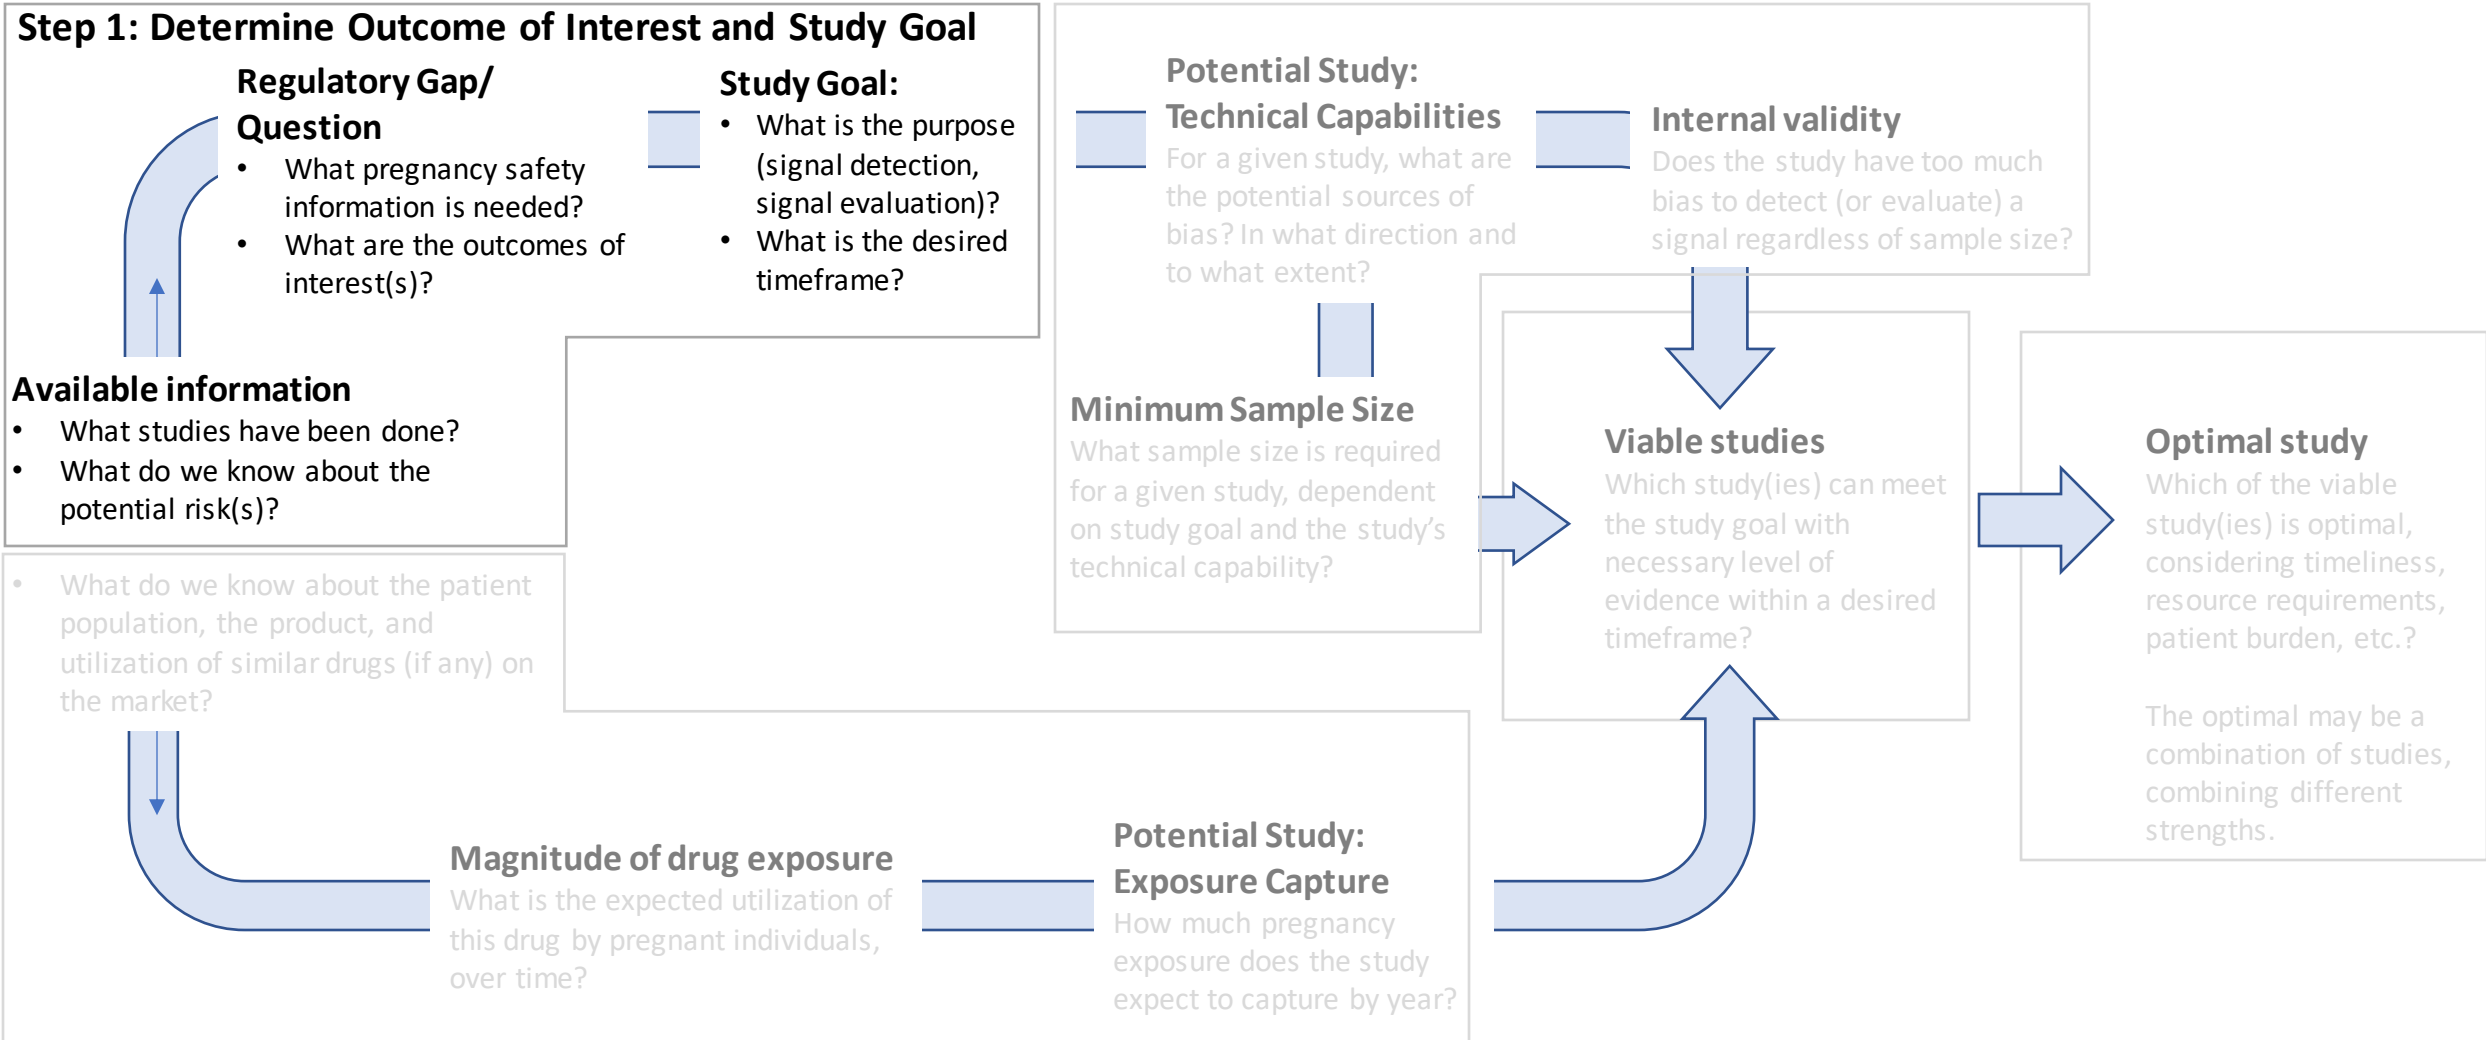 Step 1: Determine Outcome of Interest and Study Goal
Regulatory Gap/
Question
• What pregnancy safety
information is needed?
• What are the outcomes of
interest(s)?
Study Goal:
• What is the purpose
(signal detection,
signal evaluation)?
• What is the desired
timeframe?
Available information
• What studies have been done?
• What do we know about the
potential risk(s)?
• What do we know about the patient
population, the product, and
utilization of similar drugs (if any) on
the market?
Magnitude of drug exposure
What is the expected utilization of
this drug by pregnant individuals,
over time?
Potential Study:
Exposure Capture
How much pregnancy
exposure does the study
expect to capture by year?
Potential Study:
Technical Capabilities
For a given study, what are
the potential sources of
bias? In what direction and
to what extent?
Internal validity
Does the study have too much
bias to detect (or evaluate) a
signal regardless of sample size?
Minimum Sample Size
What sample size is required
for a given study, dependent
on study goal and the study’s
technical capability?
Viable studies
Which study(ies) can meet
the study goal with
necessary level of
evidence within a desired
timeframe?
Optimal study
Which of the viable
study(ies) is optimal,
considering timeliness,
resource requirements,
patient burden, etc.?
The optimal may be a
combination of studies,
combining different
strengths.